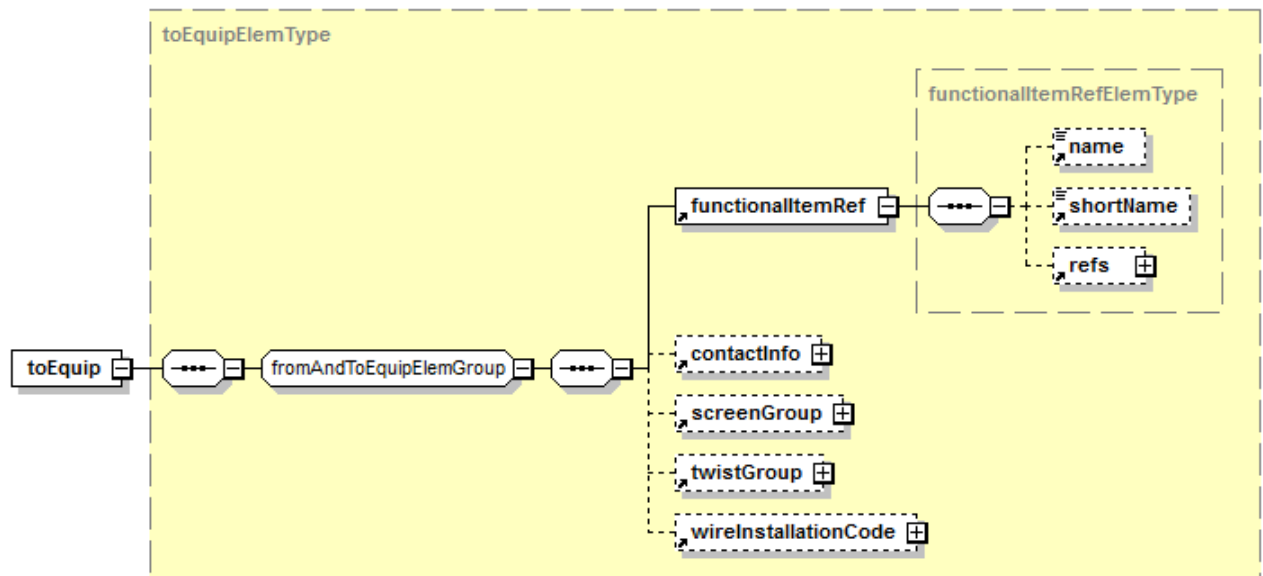 toEquipElemType
functionalItemRefElemType
name
functionalItemRef
shortName
refs
toEquip
fromAndToEquipElemGroup
contactInfo
screenGroup
twistGroup
wireInstallationCode